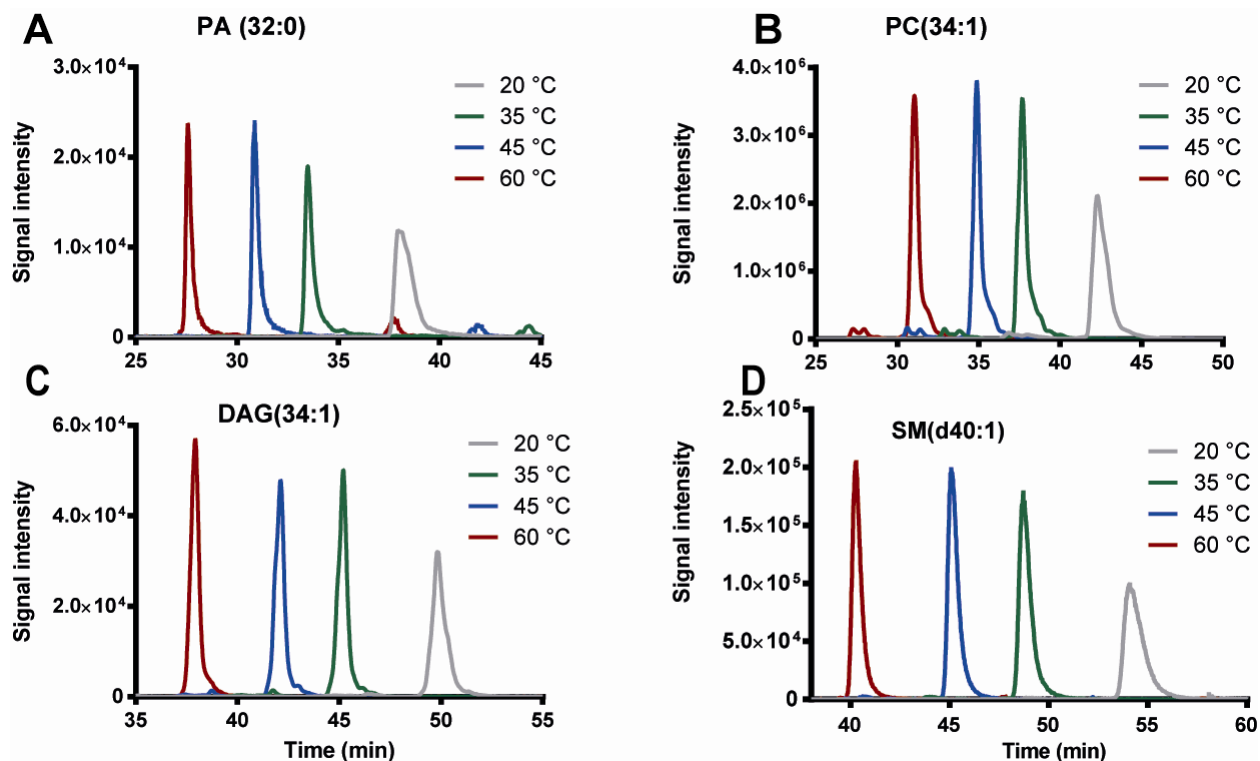 A
PA (32:0)
3.0×10⁴
2.0×10⁴
1.0×10⁴
0
Signal intensity
25 30 35 40 45
20 °C
35 °C
45 °C
60 °C
B
PC(34:1)
4.0×10⁶
3.0×10⁶
2.0×10⁶
1.0×10⁶
0
Signal intensity
25 30 35 40 45 50
20 °C
35 °C
45 °C
60 °C
C
DAG(34:1)
6.0×10⁴
4.0×10⁴
2.0×10⁴
0
Signal intensity
35 40 45 50 55
Time (min)
20 °C
35 °C
45 °C
60 °C
D
SM(d40:1)
2.5×10⁵
2.0×10⁵
1.5×10⁵
1.0×10⁵
5.0×10⁴
0
Signal intensity
40 45 50 55 60
Time (min)
20 °C
35 °C
45 °C
60 °C